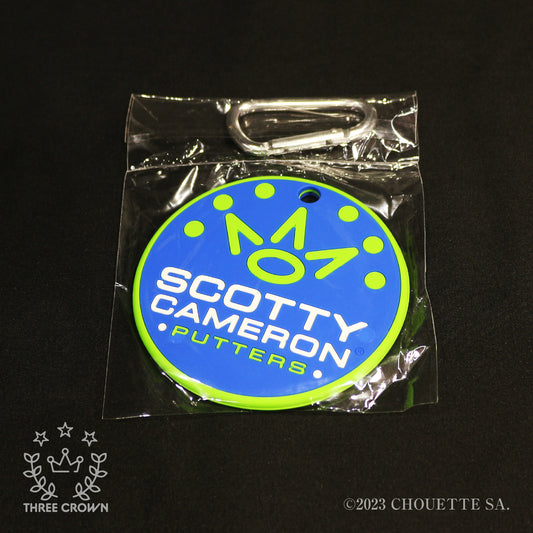 SCOTTY
CAMERON®
PUTTERS
THREE CROWN
©2023 CHOUETTE SA.